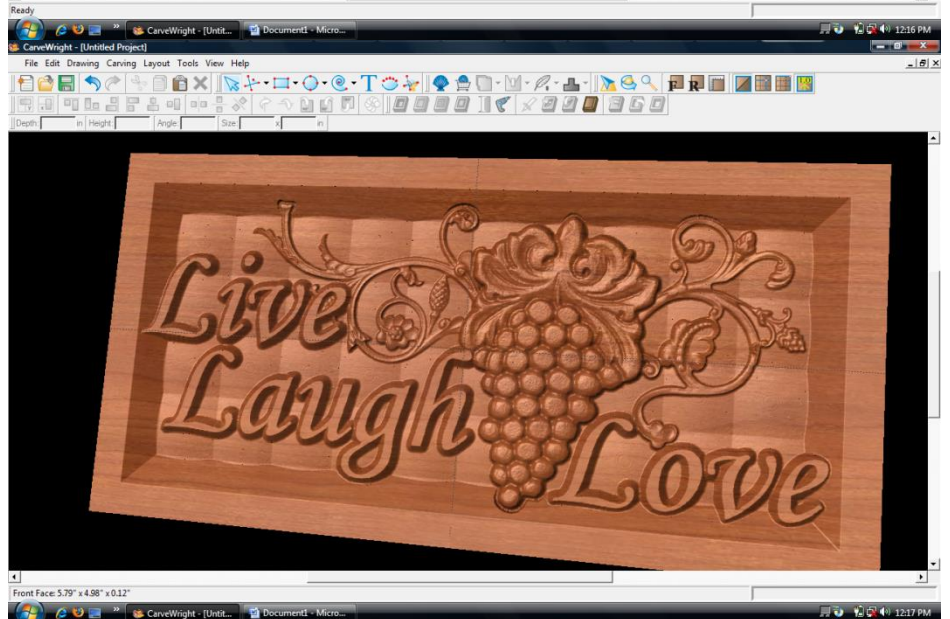 Ready
CarveWright - [Untit...
Document1 - Micro...
12:16 PM
CarveWright - [Untitled Project]
File Edit Drawing Carving Layout Tools View Help
Depth: in Height: Angle: Size: x in
Live
Laugh
Love
Front Face: 5.79" x 4.98" x 0.12"
CarveWright - [Untit...
Document1 - Micro...
12:17 PM